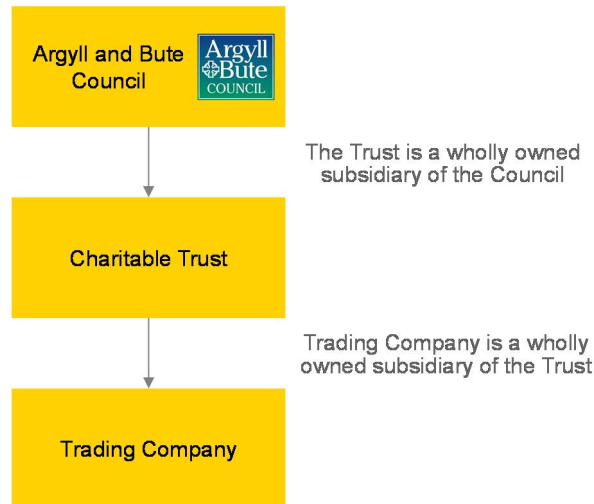 Argyll and Bute
Council
Argyll
Bute
COUNCIL
The Trust is a wholly owned
subsidiary of the Council
Charitable Trust
Trading Company is a wholly
owned subsidiary of the Trust
Trading Company